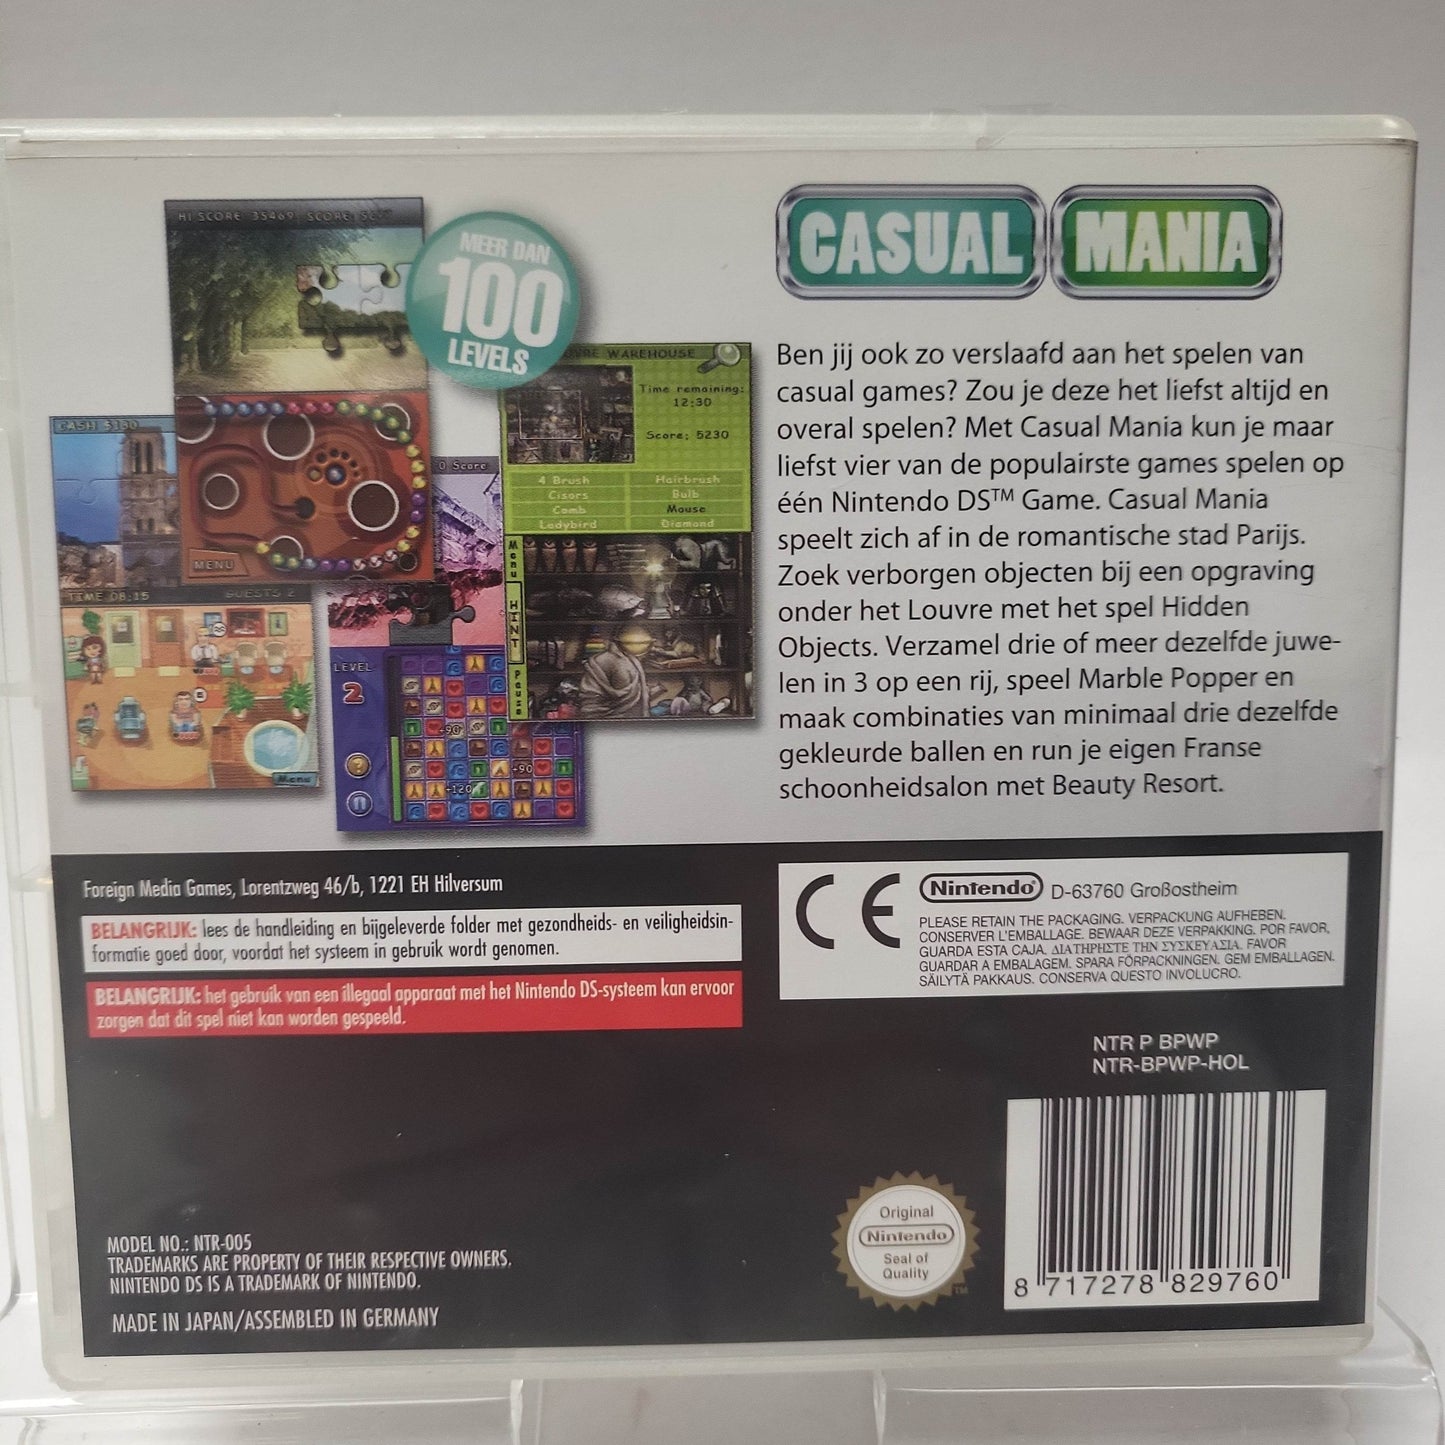 HI SCORE 35469 SCORE
MEER DAN
100
LEVELS
CASH $180
MENU
TIME 08:15 GUESTS 2
Menu
0 Score
LEVEL
2
+90
+90
+120
WAREHOUSE
Time remaining:
12:30
Score: 5230
4 Brush Hairbrush
Cisors Bulb
Comb Mouse
Ladybird Diamond
Menu
HINT
Pause
CASUAL MANIA
Ben jij ook zo verslaafd aan het spelen van
casual games? Zou je deze het liefst altijd en
overal spelen? Met Casual Mania kun je maar
liefst vier van de populairste games spelen op
één Nintendo DS™ Game. Casual Mania
speelt zich af in de romantische stad Parijs.
Zoek verborgen objecten bij een opgraving
onder het Louvre met het spel Hidden
Objects. Verzamel drie of meer dezelfde juwe-
len in 3 op een rij, speel Marble Popper en
maak combinaties van minimaal drie dezelfde
gekleurde ballen en run je eigen Franse
schoonheidsalon met Beauty Resort.
Foreign Media Games, Lorentzweg 46/b, 1221 EH Hilversum
BELANGRIJK: lees de handleiding en bijgeleverde folder met gezondheids- en veiligheidsin-
formatie goed door, voordat het systeem in gebruik wordt genomen.
BELANGRIJK: het gebruik van een illegaal apparaat met het Nintendo DS-systeem kan ervoor
zorgen dat dit spel niet kan worden gespeeld.
CE
Nintendo® D-63760 Großostheim
PLEASE RETAIN THE PACKAGING. VERPACKUNG AUFHEBEN.
CONSERVER L'EMBALLAGE. BEWAAR DEZE VERPAKKING. POR FAVOR,
GUARDA ESTA CAJA. ΔΙΑΤΗΡΗΣΤΕ ΤΗΝ ΣΥΣΚΕΥΑΣΙΑ. FAVOR
GUARDAR A EMBALAGEM. SPARA FÖRPACKNINGEN. GEM EMBALLAGEN.
SÄILYTÄ PAKKAUS. CONSERVA QUESTO INVOLUCRO.
NTR P BPWP
NTR-BPWP-HOL
MODEL NO.: NTR-005
TRADEMARKS ARE PROPERTY OF THEIR RESPECTIVE OWNERS.
NINTENDO DS IS A TRADEMARK OF NINTENDO.
MADE IN JAPAN/ASSEMBLED IN GERMANY
Original
Nintendo
Seal of
Quality
TM
8 717278 829760